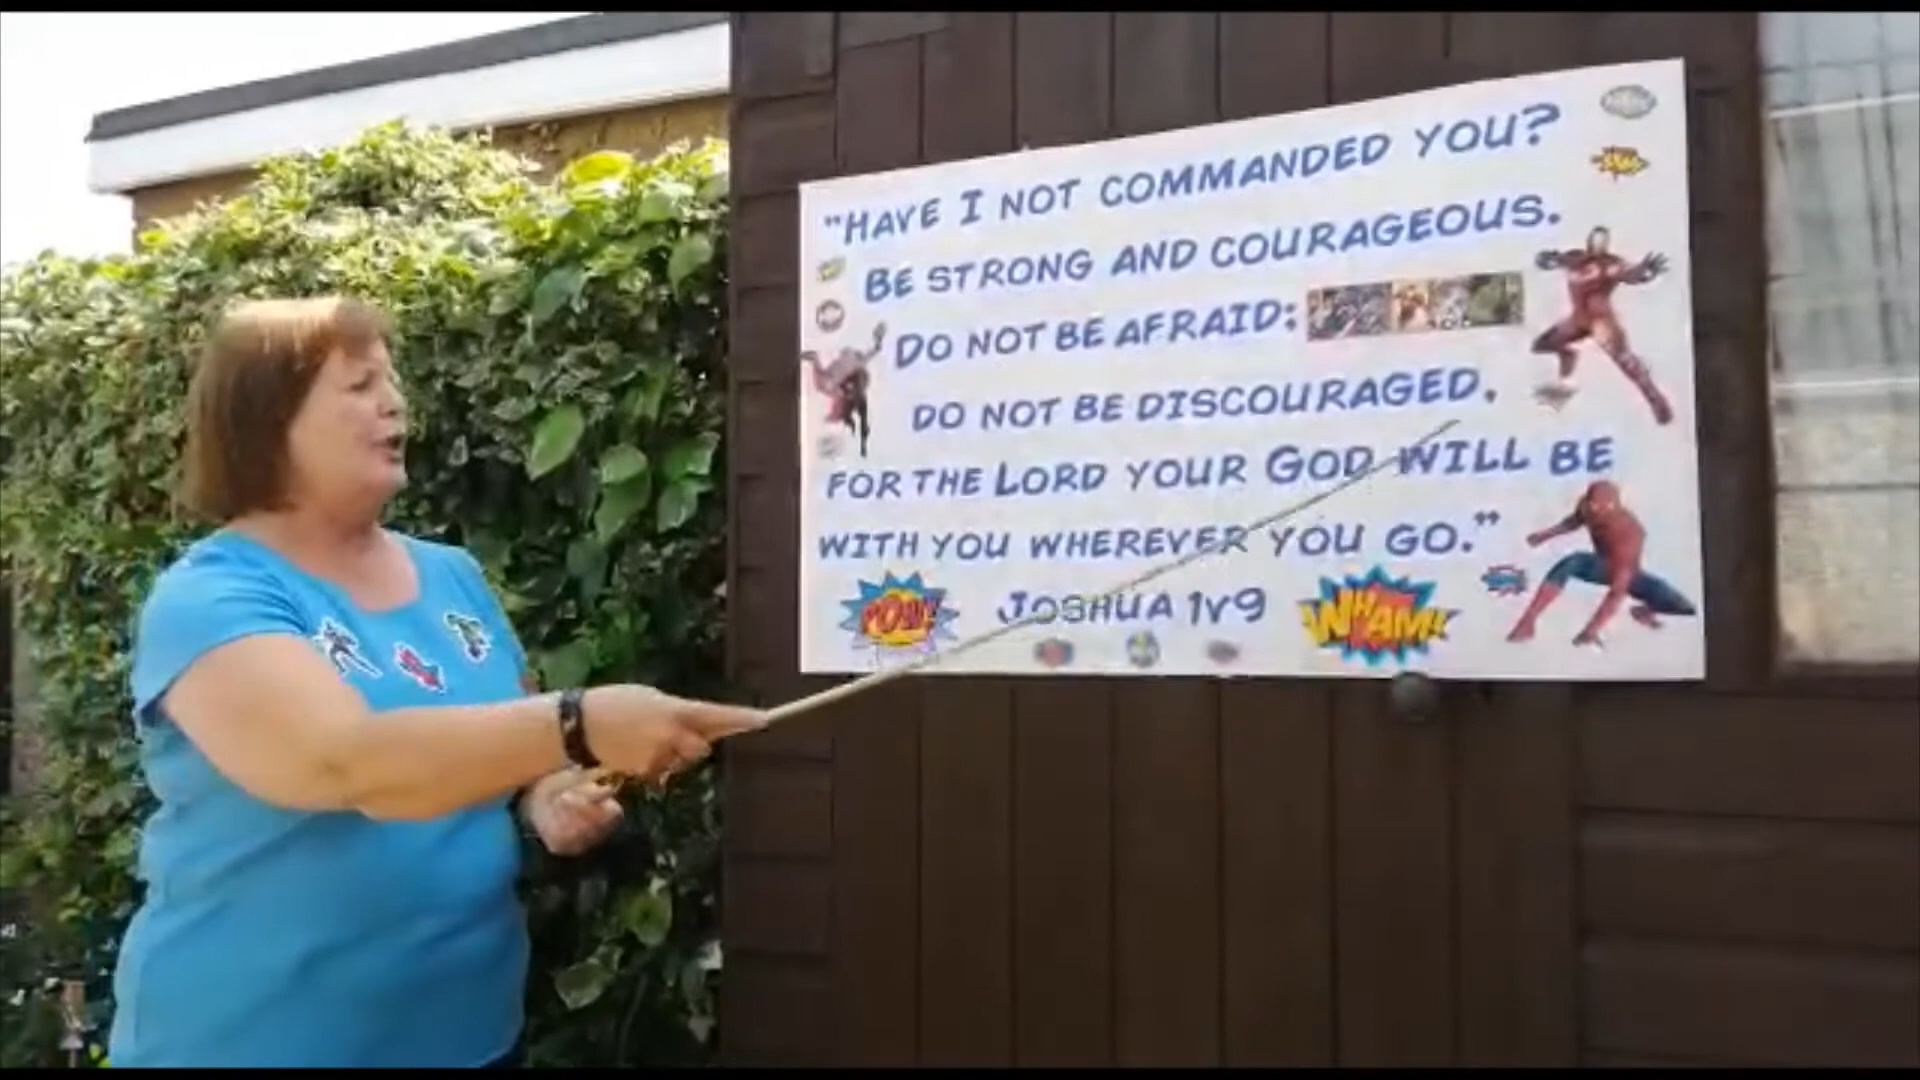 "HAVE I NOT COMMANDED YOU?
BE STRONG AND COURAGEOUS.
DO NOT BE AFRAID:
DO NOT BE DISCOURAGED,
FOR THE LORD YOUR GOD WILL BE
WITH YOU WHEREVER YOU GO."
JOSHUA 1V9
POW!
WHAM!